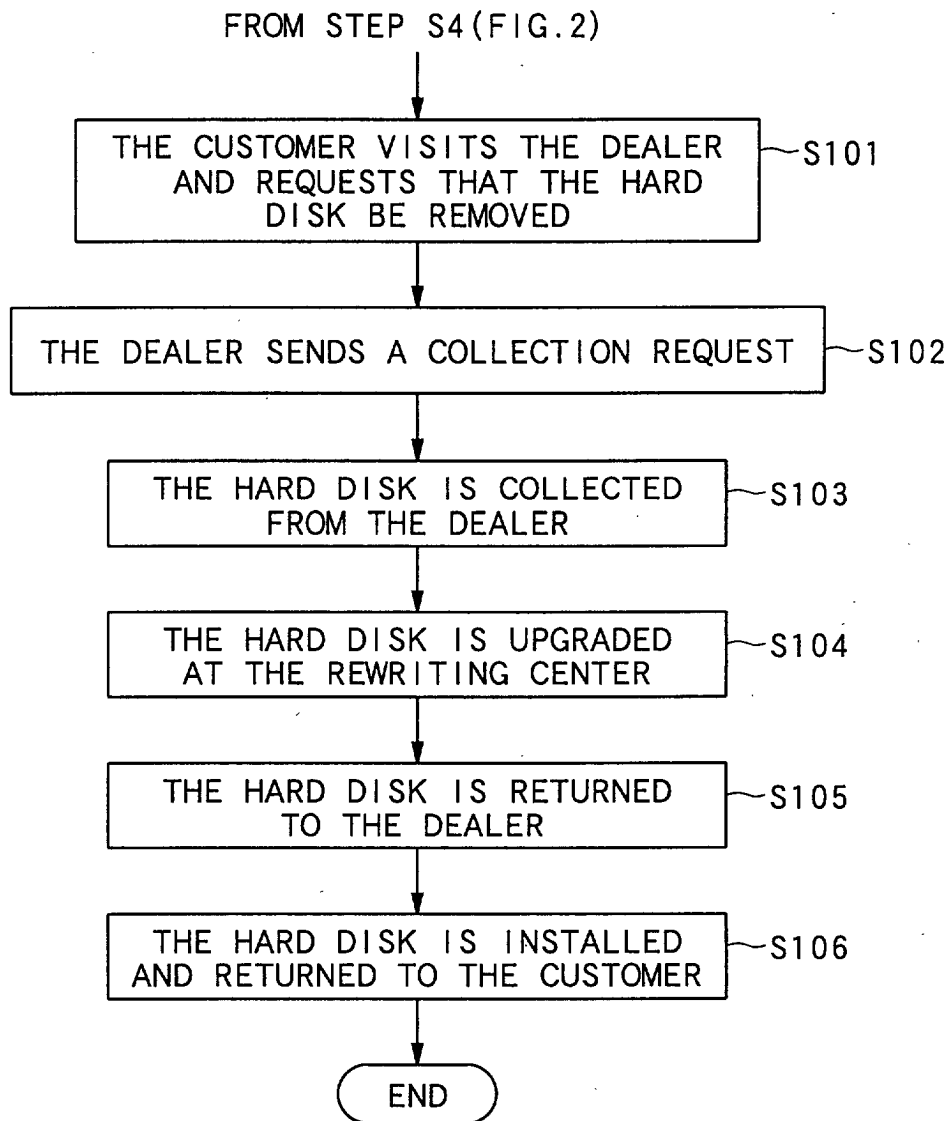 FROM STEP S4(FIG.2)
THE CUSTOMER VISITS THE DEALER
AND REQUESTS THAT THE HARD
DISK BE REMOVED
S101
THE DEALER SENDS A COLLECTION REQUEST
S102
THE HARD DISK IS COLLECTED
FROM THE DEALER
S103
THE HARD DISK IS UPGRADED
AT THE REWRITING CENTER
S104
THE HARD DISK IS RETURNED
TO THE DEALER
S105
THE HARD DISK IS INSTALLED
AND RETURNED TO THE CUSTOMER
S106
END